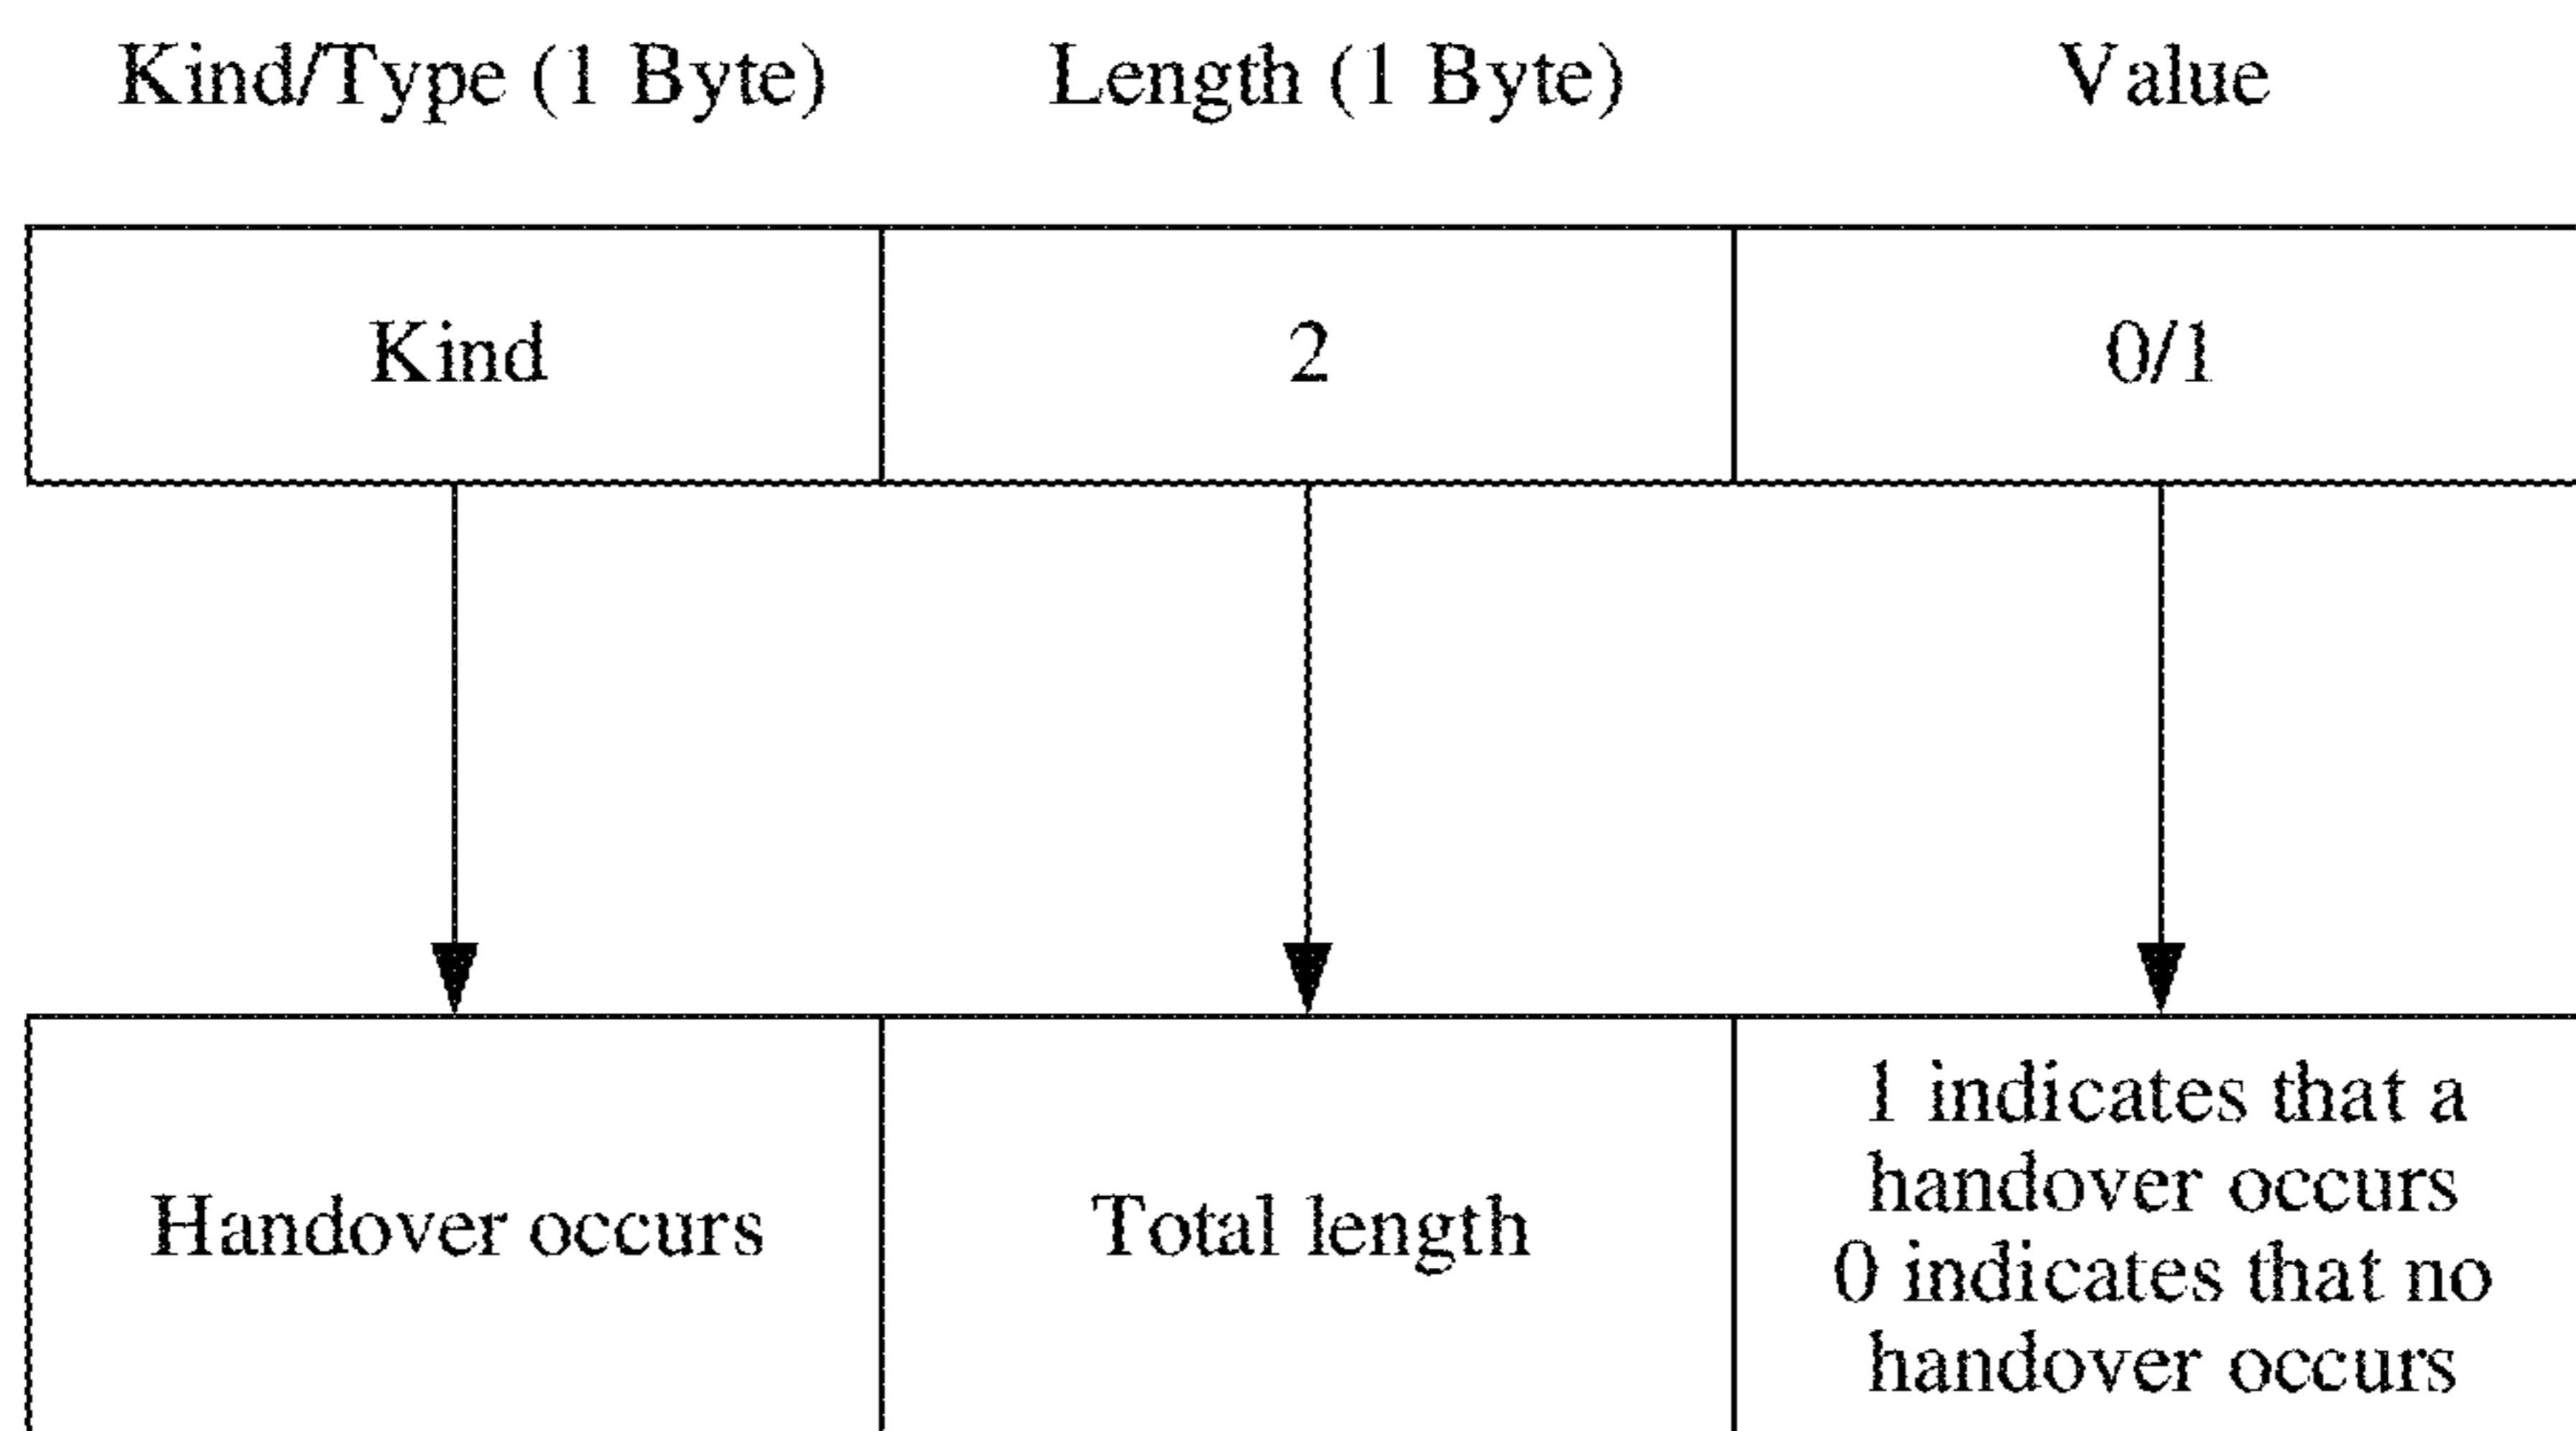 Kind/Type (1 Byte) Length (1 Byte) Value
Kind 2 0/1
Handover occurs Total length 1 indicates that a
handover occurs
0 indicates that no
handover occurs